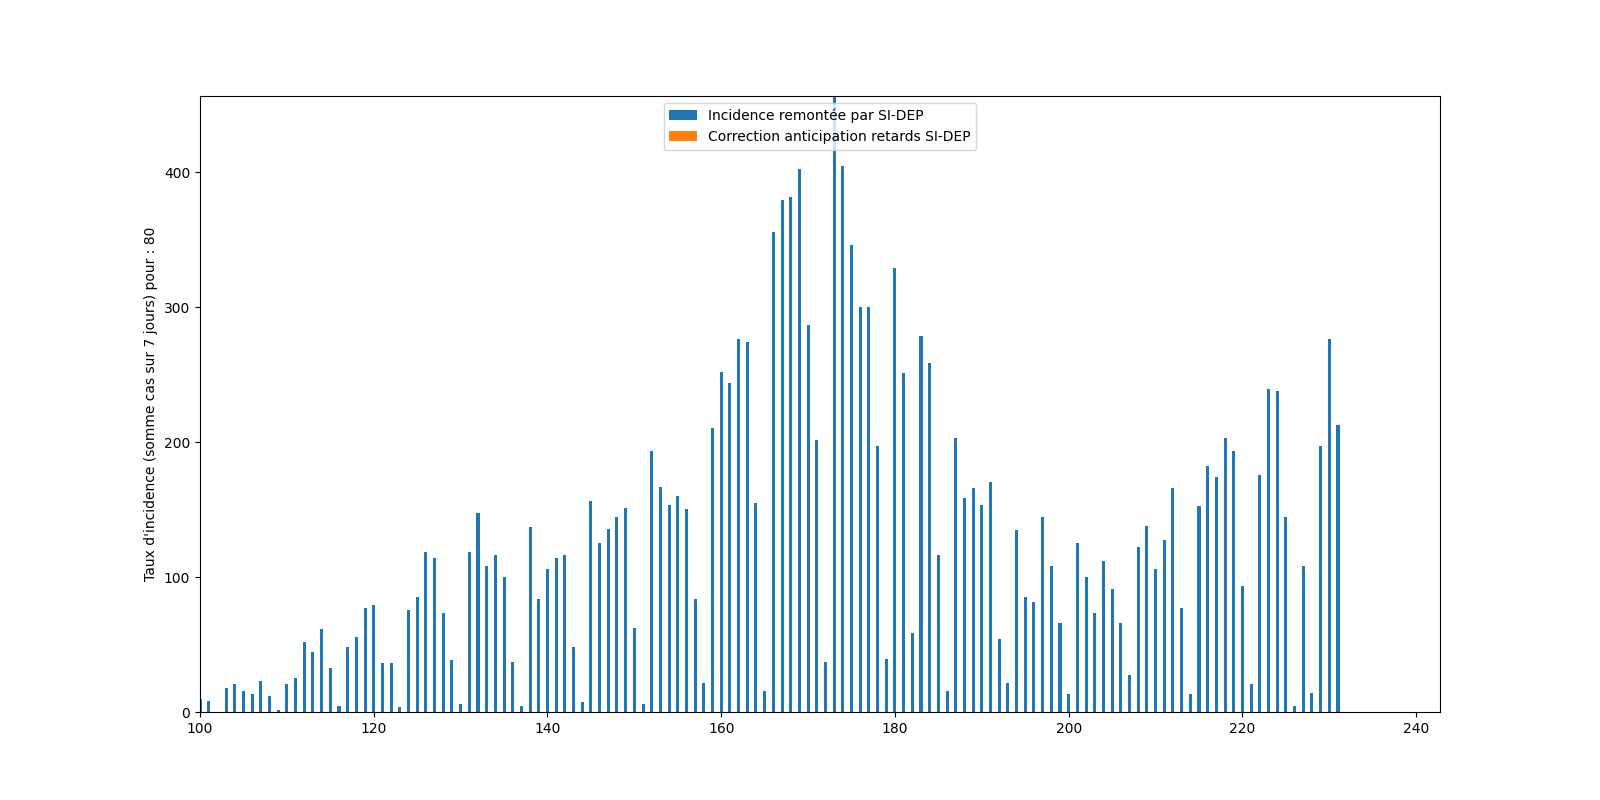 Incidence remontée par SI-DEP
Correction anticipation retards SI-DEP
Taux d'incidence (somme cas sur 7 jours) pour : 80
400
300
200
100
0
100 120 140 160 180 200 220 240